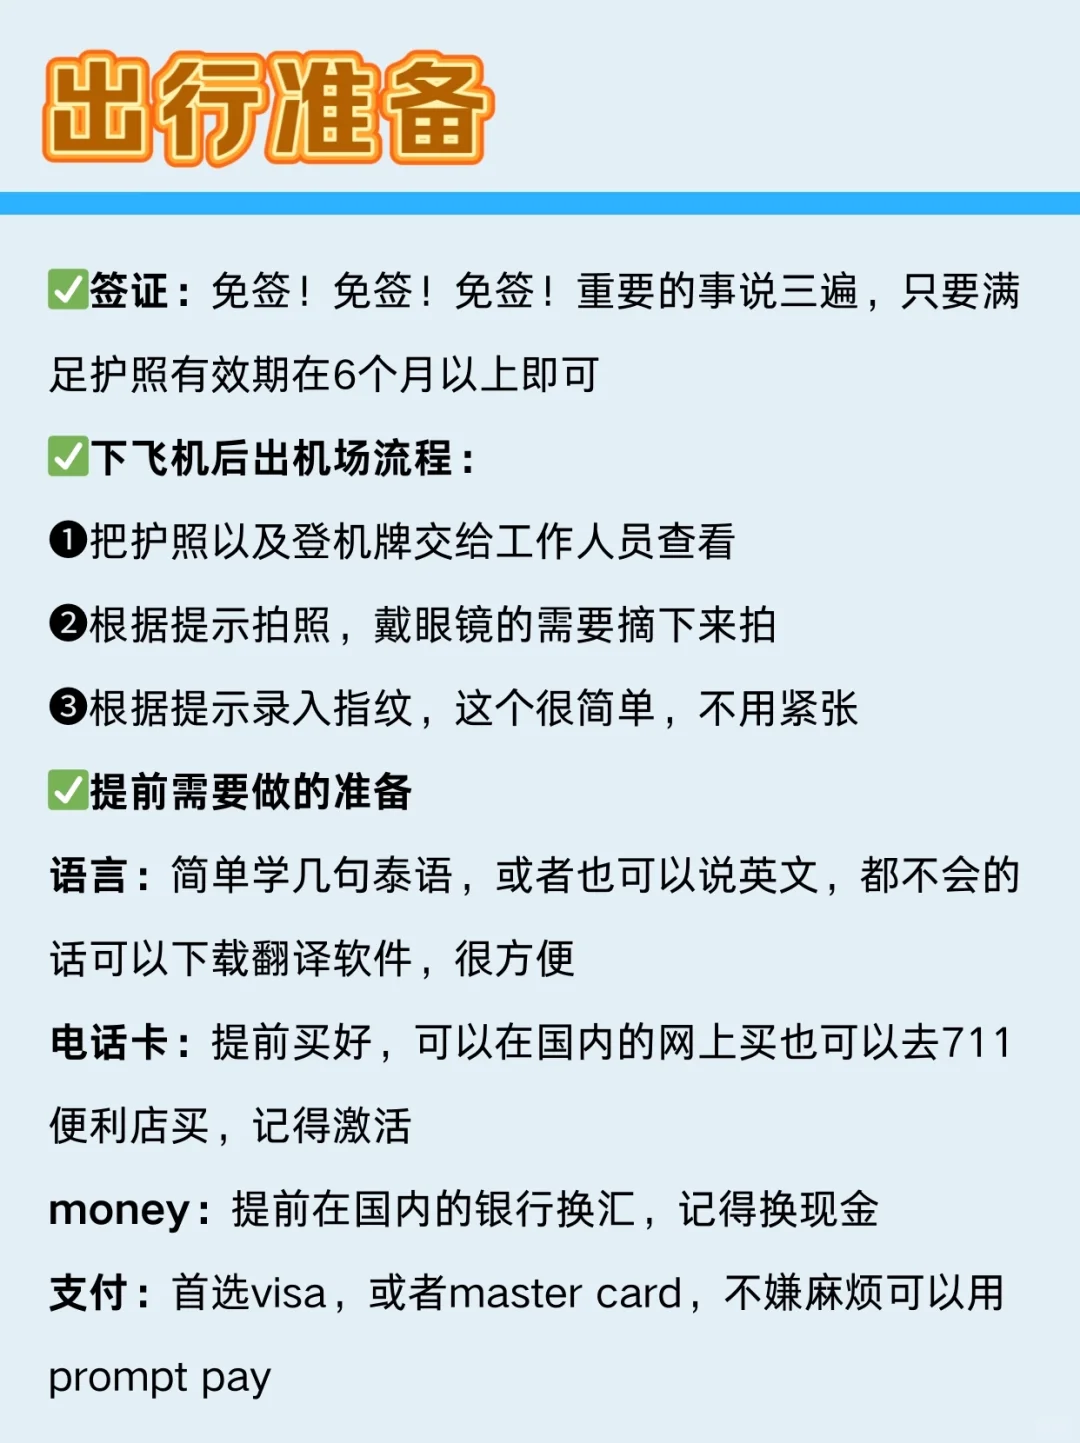 出行准备
✅签证：免签！免签！免签！重要的事说三遍，只要满
足护照有效期在6个月以上即可
✅下飞机后出机场流程：
❶把护照以及登机牌交给工作人员查看
❷根据提示拍照，戴眼镜的需要摘下来拍
❸根据提示录入指纹，这个很简单，不用紧张
✅提前需要做的准备
语言：简单学几句泰语，或者也可以说英文，都不会的
话可以下载翻译软件，很方便
电话卡：提前买好，可以在国内的网上买也可以去711
便利店买，记得激活
money：提前在国内的银行换汇，记得换现金
支付：首选visa，或者master card，不嫌麻烦可以用
prompt pay